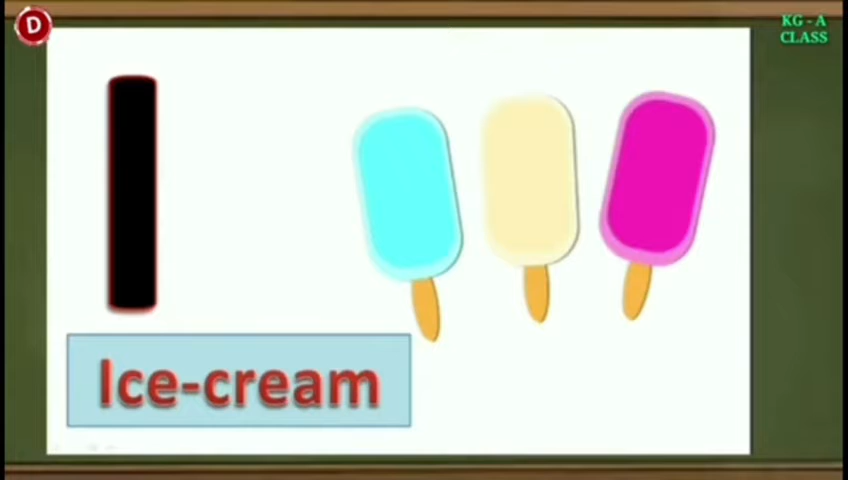 D
KG - A
CLASS
I
Ice-cream